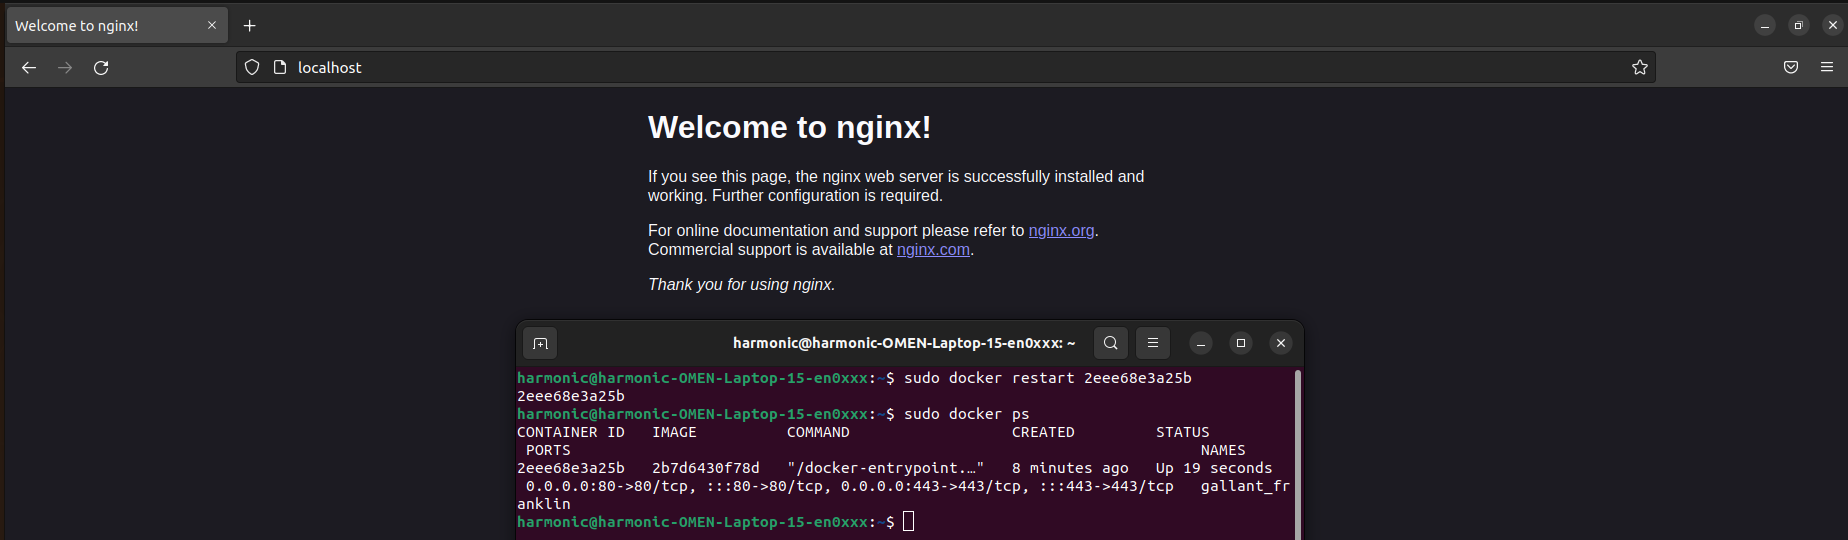 Welcome to nginx!
localhost
Welcome to nginx!
If you see this page, the nginx web server is successfully installed and
working. Further configuration is required.
For online documentation and support please refer to nginx.org.
Commercial support is available at nginx.com.
Thank you for using nginx.
harmonic@harmonic-OMEN-Laptop-15-en0xxx: ~
harmonic@harmonic-OMEN-Laptop-15-en0xxx:~$ sudo docker restart 2eee68e3a25b
2eee68e3a25b
harmonic@harmonic-OMEN-Laptop-15-en0xxx:~$ sudo docker ps
CONTAINER ID   IMAGE          COMMAND                  CREATED         STATUS
 PORTS                                                                      NAMES
2eee68e3a25b   2b7d6430f78d   "/docker-entrypoint.…"   8 minutes ago   Up 19 seconds
 0.0.0.0:80->80/tcp, :::80->80/tcp, 0.0.0.0:443->443/tcp, :::443->443/tcp   gallant_fr
anklin
harmonic@harmonic-OMEN-Laptop-15-en0xxx:~$